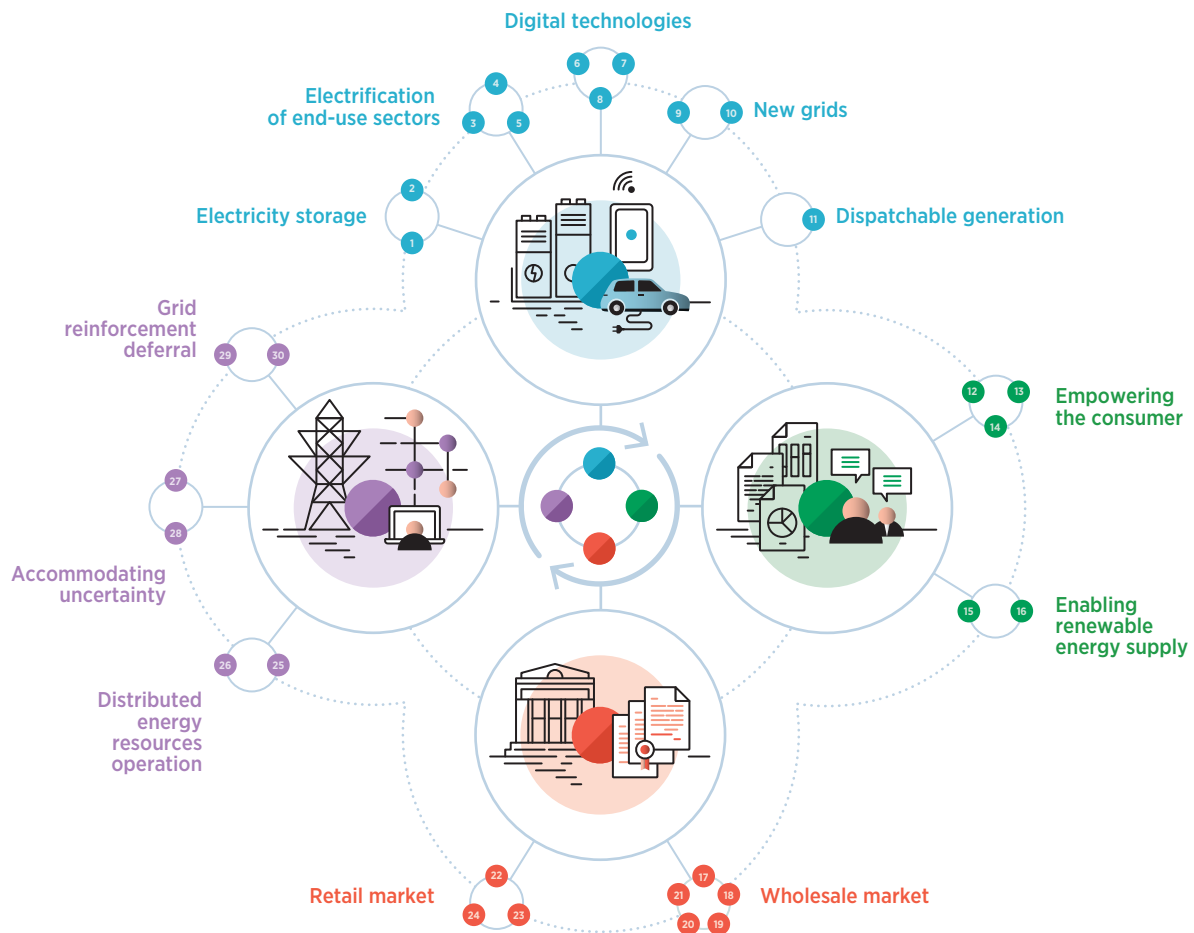 Digital technologies
6
7
8
4
3
5
Electrification
of end-use sectors
9
10
New grids
2
1
Electricity storage
11
Dispatchable generation
Grid
reinforcement
deferral
29
30
12
13
14
Empowering
the consumer
27
28
Accommodating
uncertainty
15
16
Enabling
renewable
energy supply
26
25
Distributed
energy
resources
operation
Retail market
22
24
23
17
21
18
20
19
Wholesale market